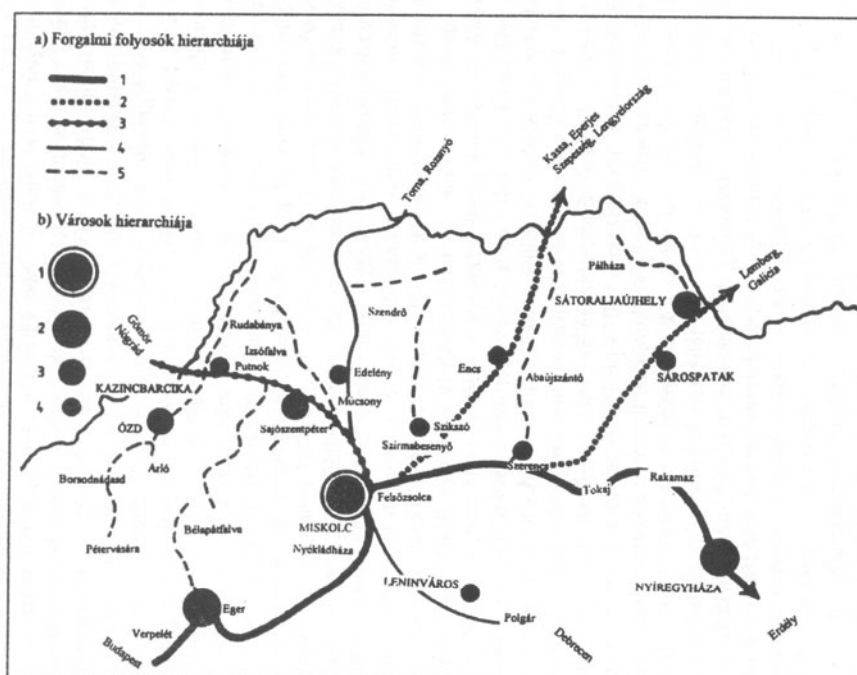 a) Forgalmi folyosók hierarchiája
1
2
3
4
5
b) Városok hierarchiája
1
2
3
4
Torna, Rozsnyó
Kassa, Eperjes
Szepesség, Lengyelország
Lemberg,
Galícia
Gömör
Nógrád
Pálháza
SÁTORALJAÚJHELY
Rudabánya
Szendrő
Izsófalva
Putnok
Edelény
Encs
Abaújszántó
SÁROSPATAK
KAZINCBARCIKA
Múcsony
ÓZD
Sajószentpéter
Szikszó
Szirmabesenyő
Arló
Szerencs
Borsodnádasd
Felsőzsolca
Tokaj
Rakamaz
MISKOLC
Bélapátfalva
Nyékládháza
Pétervására
LENINVÁROS
NYÍREGYHÁZA
Eger
Verpelét
Polgár
Budapest
Debrecen
Erdély